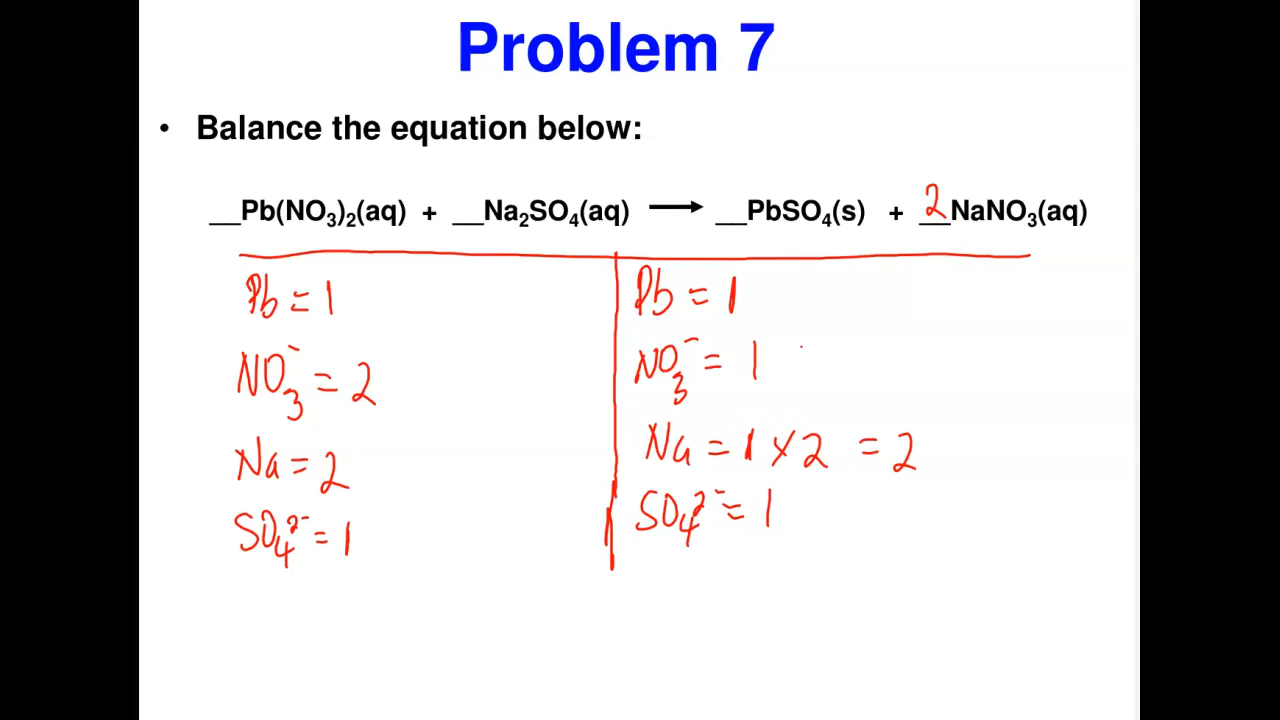 Problem 7
• Balance the equation below:
__Pb(NO₃)₂(aq) + __Na₂SO₄(aq) ⟶ __PbSO₄(s) + 2NaNO₃(aq)
Pb = 1
NO₃⁻ = 2
Na = 2
SO₄²⁻ = 1
Pb = 1
NO₃⁻ = 1
Na = 1 × 2 = 2
SO₄²⁻ = 1